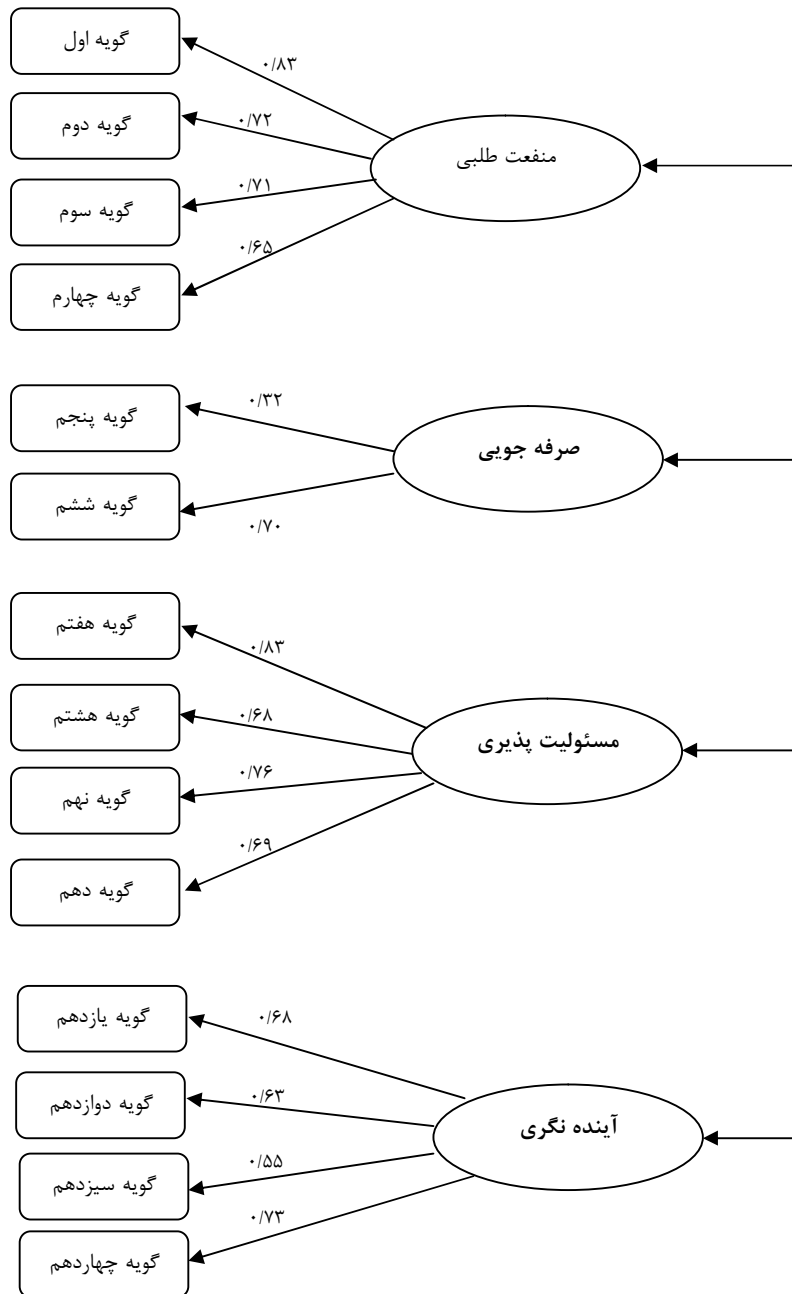 گویه اول
۰/۸۳
گویه دوم
۰/۷۲
منفعت طلبی
گویه سوم
۰/۷۱
گویه چهارم
۰/۶۵
گویه پنجم
۰/۳۲
صرفه جویی
گویه ششم
۰/۷۰
گویه هفتم
۰/۸۳
گویه هشتم
۰/۶۸
مسئولیت پذیری
گویه نهم
۰/۷۶
گویه دهم
۰/۶۹
گویه یازدهم
۰/۶۸
گویه دوازدهم
۰/۶۳
آینده نگری
گویه سیزدهم
۰/۵۵
گویه چهاردهم
۰/۷۳